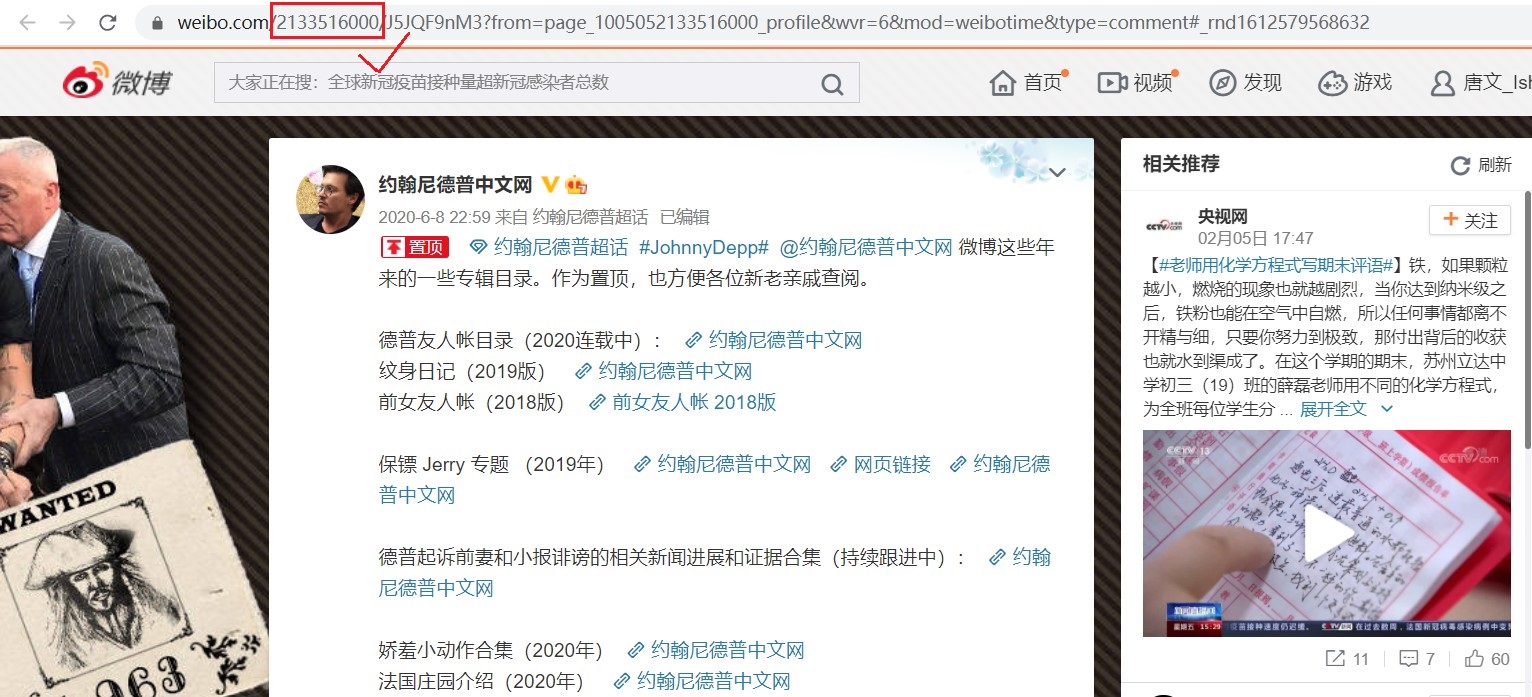 weibo.com/2133516000/J5JQF9nM3?from=page_1005052133516000_profile&wvr=6&mod=weibotime&type=comment#_rnd1612579568632
微博
大家正在搜：全球新冠疫苗接种量超新冠感染者总数
首页
视频
发现
游戏
唐文_Ish
约翰尼德普中文网
2020-6-8 22:59 来自 约翰尼德普超话 已编辑
置顶 约翰尼德普超话 #JohnnyDepp# @约翰尼德普中文网 微博这些年
来的一些专辑目录。作为置顶，也方便各位新老亲戚查阅。
德普友人帐目录（2020连载中）： 约翰尼德普中文网
纹身日记（2019版） 约翰尼德普中文网
前女友人帐（2018版） 前女友人帐 2018版
保镖 Jerry 专题 （2019年） 约翰尼德普中文网 网页链接 约翰尼德
普中文网
德普起诉前妻和小报诽谤的相关新闻进展和证据合集（持续跟进中）： 约翰
尼德普中文网
娇羞小动作合集（2020年） 约翰尼德普中文网
法国庄园介绍（2020年） 约翰尼德普中文网
WANTED
1963
相关推荐
刷新
CCTV.com
央视网
+ 关注
02月05日 17:47
【#老师用化学方程式写期末评语#】铁，如果颗粒
越小，燃烧的现象也就越剧烈，当你达到纳米级之
后，铁粉也能在空气中自燃，所以任何事情都离不
开精与细，只要你努力到极致，那付出背后的收获
也就水到渠成了。在这个学期的期末，苏州立达中
学初三（19）班的薛磊老师用不同的化学方程式，
为全班每位学生分 ... 展开全文
CCTV 13
CCTV.com
星期五 15:29
11
7
60